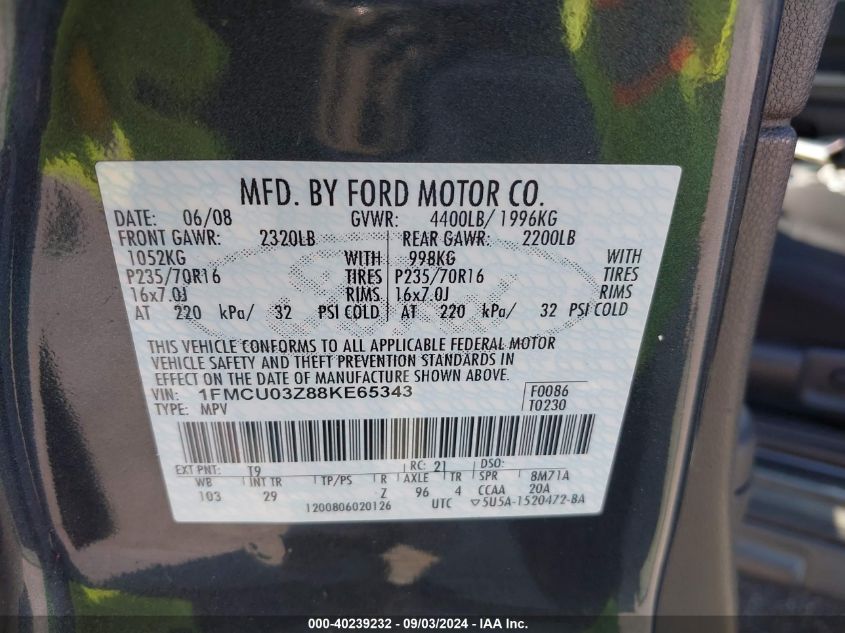 MFD. BY FORD MOTOR CO.
DATE: 06/08 GVWR: 4400LB/1996KG
FRONT GAWR: 2320LB REAR GAWR: 2200LB
1052KG WITH 998KG WITH
P235/70R16 TIRES P235/70R16 TIRES
16x7.0J RIMS 16x7.0J RIMS
AT 220 kPa/ 32 PSI COLD AT 220 kPa/ 32 PSI COLD
THIS VEHICLE CONFORMS TO ALL APPLICABLE FEDERAL MOTOR
VEHICLE SAFETY AND THEFT PREVENTION STANDARDS IN
EFFECT ON THE DATE OF MANUFACTURE SHOWN ABOVE.
VIN: 1FMCU03Z88KE65343 F0086
TYPE: MPV T0230
EXT PNT: T9 RC: 21 DSO:
WB INT TR TP/PS R AXLE TR SPR 8M71A
103 29 Z 96 4 CCAA 20A
1200806020126 UTC ▽5U5A-1520472-BA
000-40239232 - 09/03/2024 - IAA Inc.